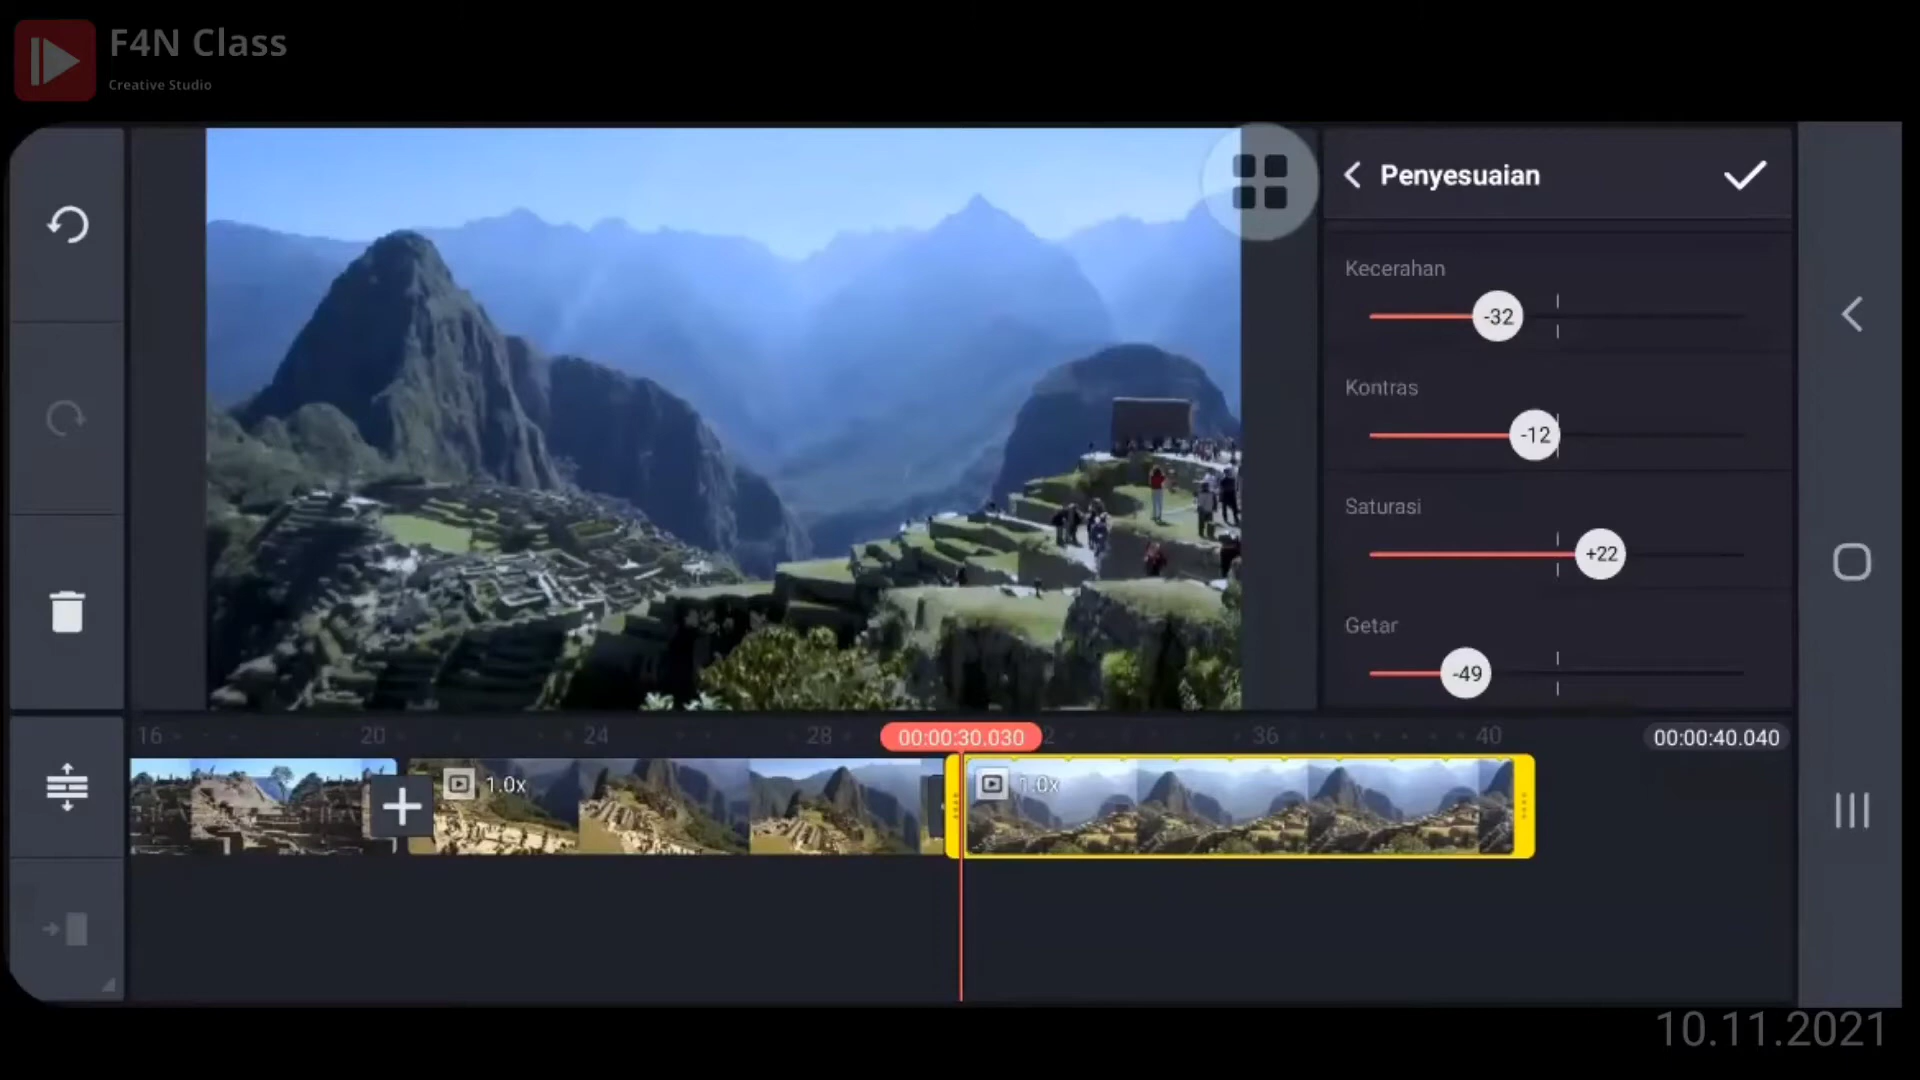 F4N Class
Creative Studio
Penyesuaian
Kecerahan
-32
Kontras
-12
Saturasi
+22
Getar
-49
16 20 24 28 00:00:30.030 2 36 40 00:00:40.040
1.0x 1.0x
10.11.2021